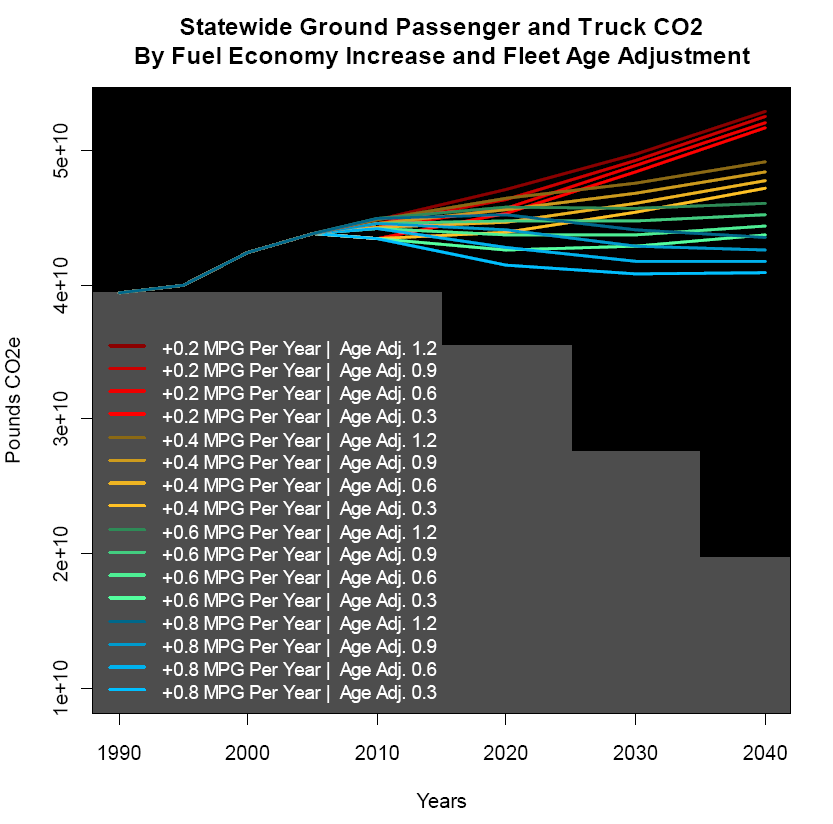 Statewide Ground Passenger and Truck CO2
By Fuel Economy Increase and Fleet Age Adjustment
Pounds CO2e
5e+10
4e+10
3e+10
2e+10
1e+10
+0.2 MPG Per Year | Age Adj. 1.2
+0.2 MPG Per Year | Age Adj. 0.9
+0.2 MPG Per Year | Age Adj. 0.6
+0.2 MPG Per Year | Age Adj. 0.3
+0.4 MPG Per Year | Age Adj. 1.2
+0.4 MPG Per Year | Age Adj. 0.9
+0.4 MPG Per Year | Age Adj. 0.6
+0.4 MPG Per Year | Age Adj. 0.3
+0.6 MPG Per Year | Age Adj. 1.2
+0.6 MPG Per Year | Age Adj. 0.9
+0.6 MPG Per Year | Age Adj. 0.6
+0.6 MPG Per Year | Age Adj. 0.3
+0.8 MPG Per Year | Age Adj. 1.2
+0.8 MPG Per Year | Age Adj. 0.9
+0.8 MPG Per Year | Age Adj. 0.6
+0.8 MPG Per Year | Age Adj. 0.3
1990 2000 2010 2020 2030 2040
Years